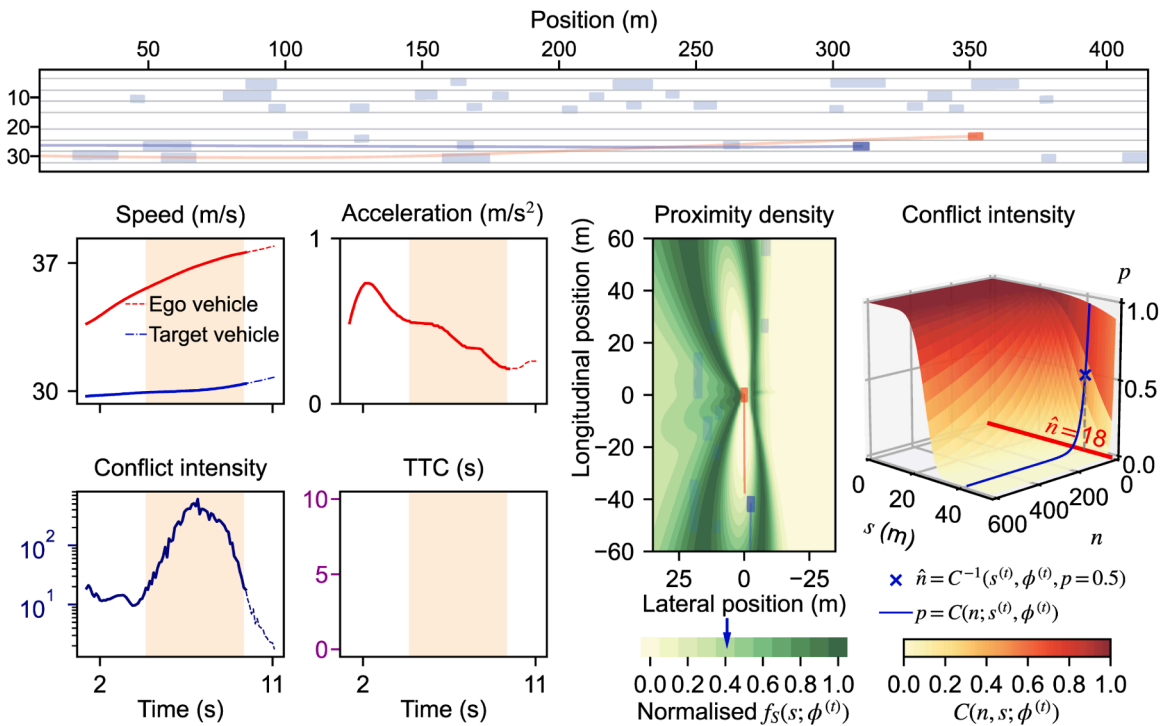 Position (m)
50 100 150 200 250 300 350 400
10
20
30
Speed (m/s)
37
30
Ego vehicle
Target vehicle
Acceleration (m/s²)
1
0
Conflict intensity
10²
10¹
2 11
Time (s)
TTC (s)
10
5
0
2 11
Time (s)
Proximity density
Longitudinal position (m)
60
40
20
0
−20
−40
−60
25 0 −25
Lateral position (m)
0.0 0.2 0.4 0.6 0.8 1.0
Normalised f_S(s; ϕ^(t))
Conflict intensity
p
1.0
0.5
0.0
n̂ = 18
0 20 40
s (m)
600 400 200 0
n
n̂ = C⁻¹(s^(t), ϕ^(t), p = 0.5)
p = C(n; s^(t), ϕ^(t))
0.0 0.2 0.4 0.6 0.8 1.0
C(n, s; ϕ^(t))